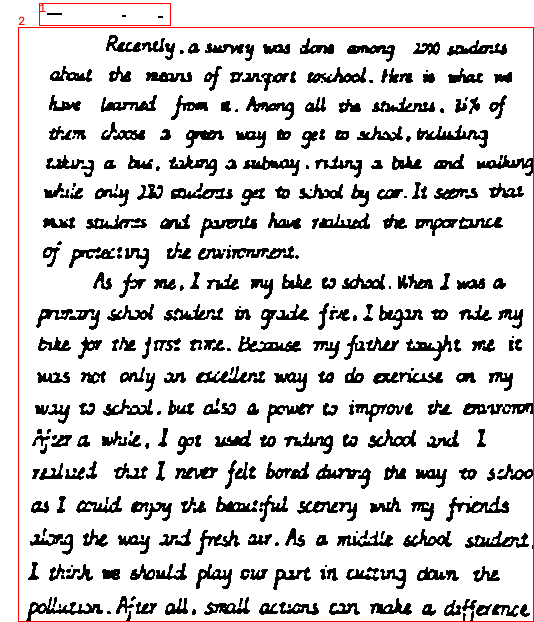 Recently, a survey was done among 2000 students
about the means of transport toschool. Here is what we
have learned from it. Among all the students, of
them choose a green way to get to school, including
taking a bus, taking a subway, riding a bike and walking
while only students get to school by car. It seems that
most students and parents have realised the importance
of protecting the environment.
As for me, I ride my bike to school. When I was a
primary school student in grade five, I began to ride my
bike for the first time. Because my father taught me it
was not only an excellent way to do exericise on my
way to school, but also a power to improve the environm
After a while, I got used to riding to school and I
realised that I never felt bored during the way to schoo
as I could enjoy the beautiful scenery with my friends
along the way and fresh air. As a middle school student,
I think we should play our part in cutting down the
pollution. After all, small actions can make a difference